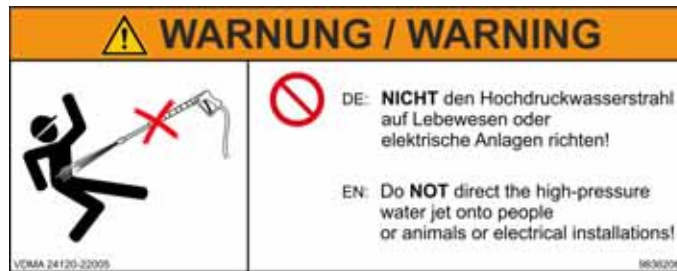 WARNUNG / WARNING
DE: NICHT den Hochdruckwasserstrahl
auf Lebewesen oder
elektrische Anlagen richten!
EN: Do NOT direct the high-pressure
water jet onto people
or animals or electrical installations!
VDMA 24120-22005